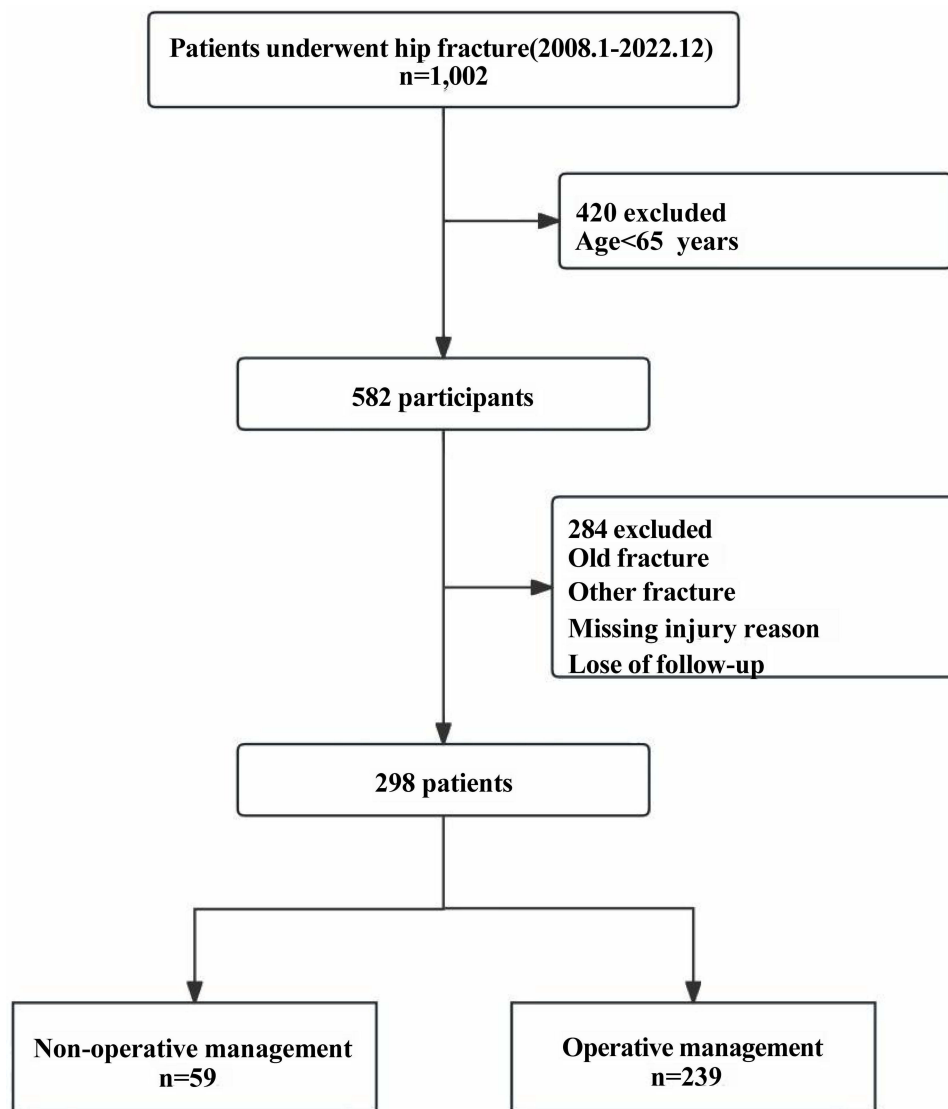 Patients underwent hip fracture(2008.1-2022.12)
n=1,002
420 excluded
Age<65 years
582 participants
284 excluded
Old fracture
Other fracture
Missing injury reason
Lose of follow-up
298 patients
Non-operative management
n=59
Operative management
n=239